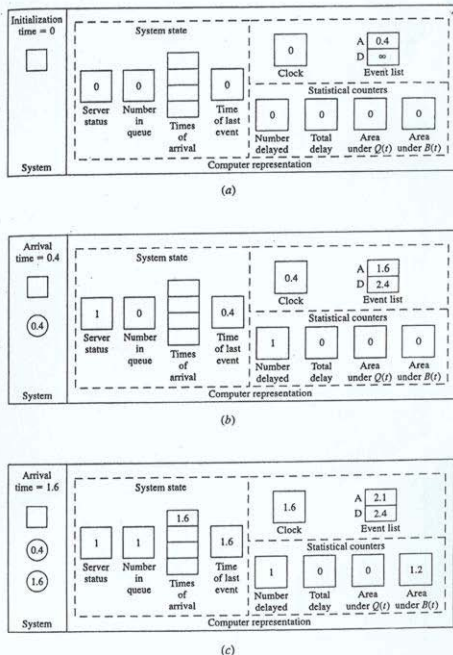 Initialization
time = 0
System
System state
0
Server
status
0
Number
in
queue
Times
of
arrival
0
Time
of last
event
0
Clock
A 0.4
D ∞
Event list
Statistical counters
0
Number
delayed
0
Total
delay
0
Area
under Q(t)
0
Area
under B(t)
Computer representation
(a)
Arrival
time = 0.4
0.4
System
System state
1
Server
status
0
Number
in
queue
Times
of
arrival
0.4
Time
of last
event
0.4
Clock
A 1.6
D 2.4
Event list
Statistical counters
1
Number
delayed
0
Total
delay
0
Area
under Q(t)
0
Area
under B(t)
Computer representation
(b)
Arrival
time = 1.6
0.4
1.6
System
System state
1
Server
status
1
Number
in
queue
1.6
Times
of
arrival
1.6
Time
of last
event
1.6
Clock
A 2.1
D 2.4
Event list
Statistical counters
1
Number
delayed
0
Total
delay
0
Area
under Q(t)
1.2
Area
under B(t)
Computer representation
(c)